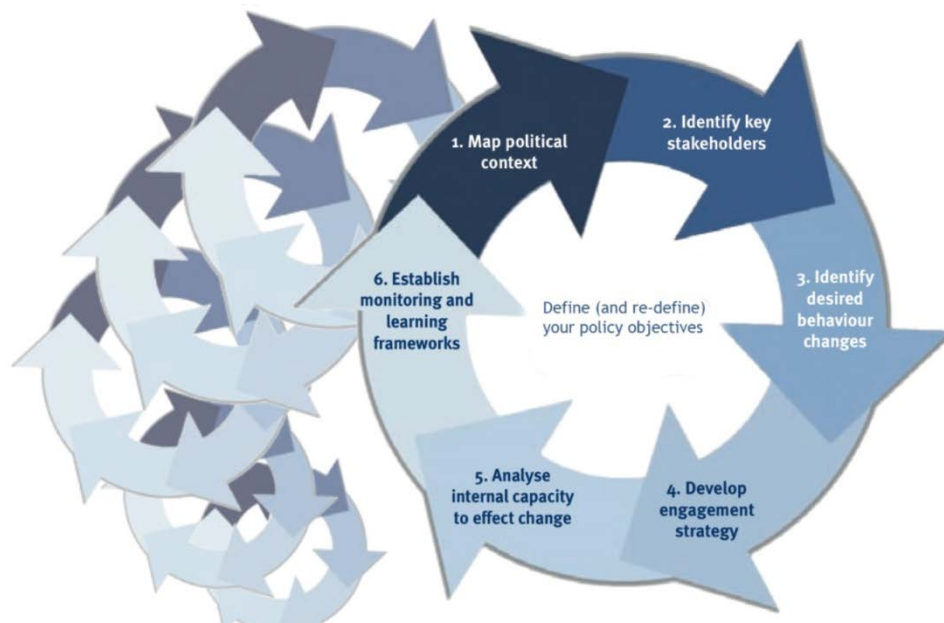 1. Map political
context
2. Identify key
stakeholders
3. Identify
desired
behaviour
changes
4. Develop
engagement
strategy
5. Analyse
internal capacity
to effect change
6. Establish
monitoring and
learning
frameworks
Define (and re-define)
your policy objectives